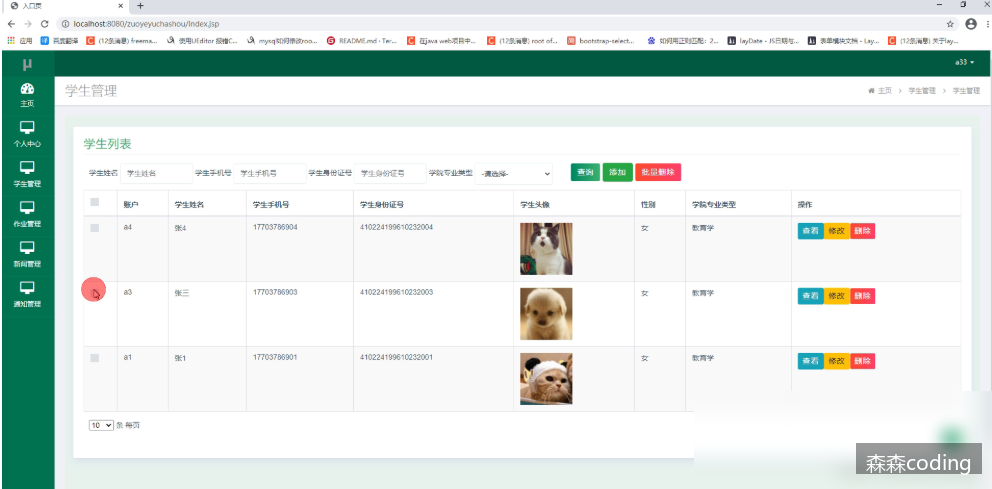 入口页
localhost:8080/zuoyeyuchashou/index.jsp
应用 百度翻译 (12条消息) freema... 使用UEditor 报错C... mysql如何修改roo... README.md · Ter... 在java web项目中... (12条消息) root of... bootstrap-select... 如何用正则匹配：2... layDate - JS日期与... 表单模块文档 - Lay... (12条消息) 关于lay...
μ
a33
主页
个人中心
学生管理
作业管理
新闻管理
通知管理
学生管理
主页 > 学生管理 > 学生管理
学生列表
学生姓名 学生姓名 学生手机号 学生手机号 学生身份证号 学生身份证号 学院专业类型 -请选择- 查询 添加 批量删除
账户 学生姓名 学生手机号 学生身份证号 学生头像 性别 学院专业类型 操作
a4 张4 17703786904 410224199610232004 女 教育学 查看 修改 删除
a3 张三 17703786903 410224199610232003 女 教育学 查看 修改 删除
a1 张1 17703786901 410224199610232001 女 教育学 查看 修改 删除
10 条 每页
森森coding